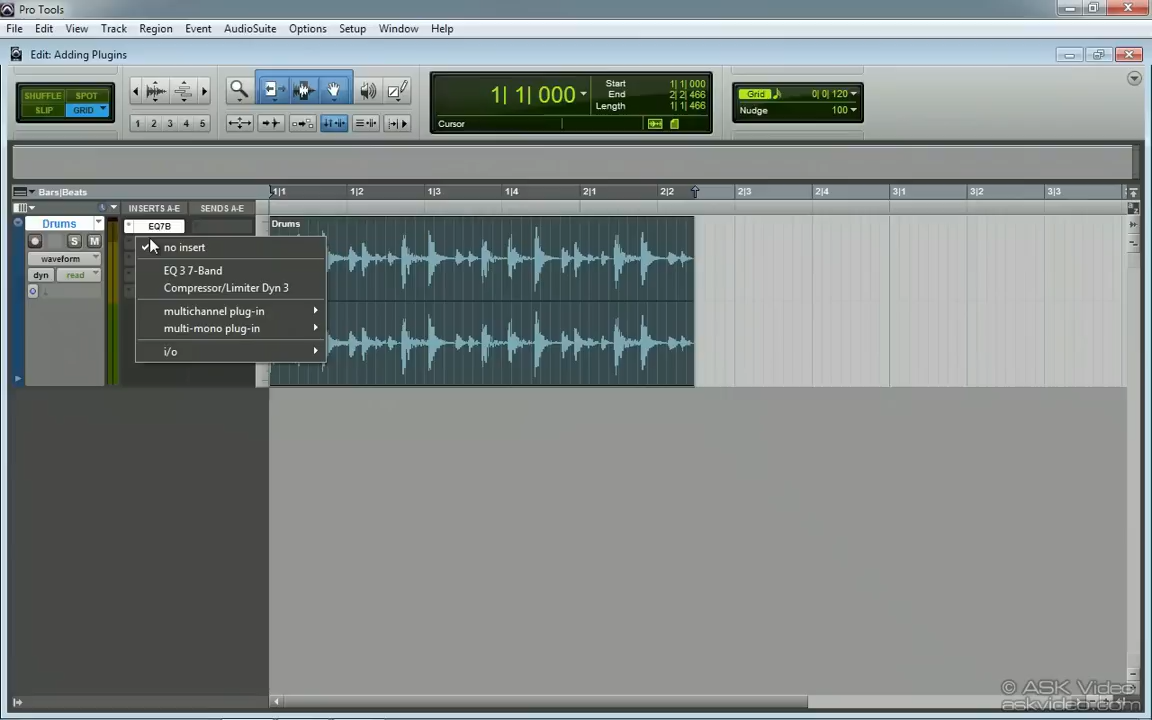 Pro Tools
File Edit View Track Region Event AudioSuite Options Setup Window Help
Edit: Adding Plugins
SHUFFLE SPOT
SLIP GRID
1 2 3 4 5
1| 1| 000
Start 1| 1| 000
End 2| 2| 466
Length 1| 1| 466
Cursor
Grid 0| 0| 120
Nudge 100
Bars|Beats 1|1 1|2 1|3 1|4 2|1 2|2 2|3 2|4 3|1 3|2 3|3
INSERTS A-E SENDS A-E
Drums EQ7B Drums
S M
waveform
dyn read
no insert
EQ 3 7-Band
Compressor/Limiter Dyn 3
multichannel plug-in
multi-mono plug-in
i/o
© ASK Video
askvideo.com